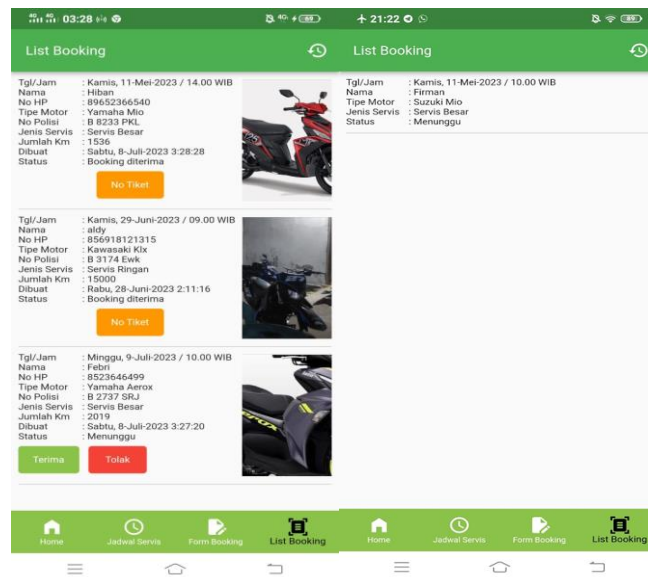 03:28
4G
69
List Booking
Tgl/Jam : Kamis, 11-Mei-2023 / 14.00 WIB
Nama : Hiban
No HP : 89652366540
Tipe Motor : Yamaha Mio
No Polisi : B 8233 PKL
Jenis Servis : Servis Besar
Jumlah Km : 1536
Dibuat : Sabtu, 8-Juli-2023 3:28:28
Status : Booking diterima
No Tiket
Tgl/Jam : Kamis, 29-Juni-2023 / 09.00 WIB
Nama : aldy
No HP : 856918121315
Tipe Motor : Kawasaki Klx
No Polisi : B 3174 Ewk
Jenis Servis : Servis Ringan
Jumlah Km : 15000
Dibuat : Rabu, 28-Juni-2023 2:11:16
Status : Booking diterima
No Tiket
Tgl/Jam : Minggu, 9-Juli-2023 / 10.00 WIB
Nama : Febri
No HP : 8523646499
Tipe Motor : Yamaha Aerox
No Polisi : B 2737 SRJ
Jenis Servis : Servis Besar
Jumlah Km : 2019
Dibuat : Sabtu, 8-Juli-2023 3:27:20
Status : Menunggu
Terima Tolak
Home Jadwal Servis Form Booking List Booking
21:22
List Booking
Tgl/Jam : Kamis, 11-Mei-2023 / 10.00 WIB
Nama : Firman
Tipe Motor : Suzuki Mio
Jenis Servis : Servis Besar
Status : Menunggu
Home Jadwal Servis Form Booking List Booking